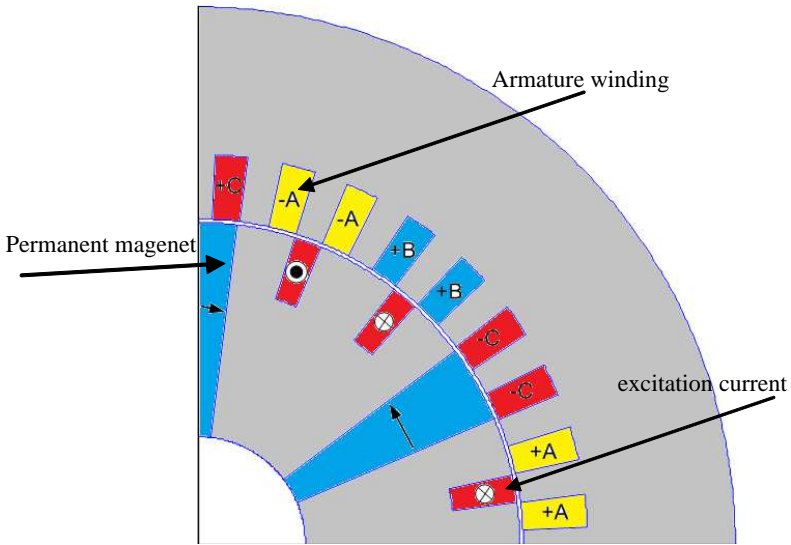 Armature winding
+C
-A
-A
Permanent magenet
+B
+B
-C
-C
excitation current
+A
+A